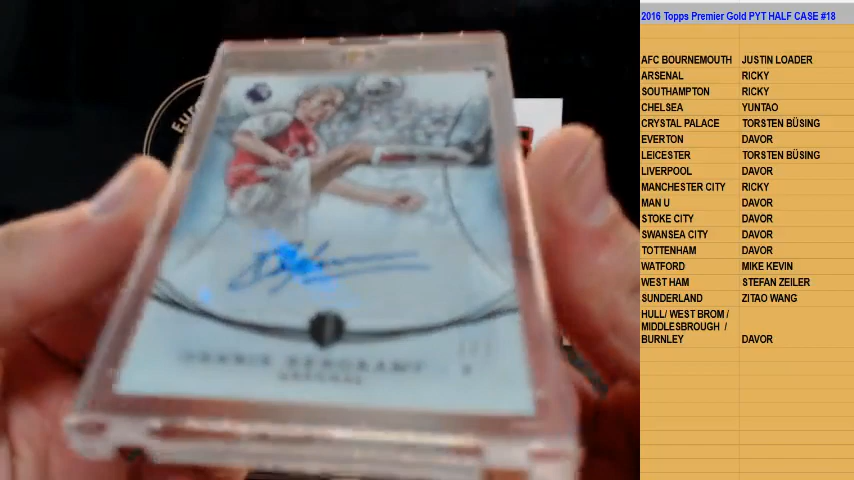 EUR
DENNIS BERGKAMP
ARSENAL
2016 Topps Premier Gold PYT HALF CASE #18
AFC BOURNEMOUTH JUSTIN LOADER
ARSENAL RICKY
SOUTHAMPTON RICKY
CHELSEA YUNTAO
CRYSTAL PALACE TORSTEN BÜSING
EVERTON DAVOR
LEICESTER TORSTEN BÜSING
LIVERPOOL DAVOR
MANCHESTER CITY RICKY
MAN U DAVOR
STOKE CITY DAVOR
SWANSEA CITY DAVOR
TOTTENHAM DAVOR
WATFORD MIKE KEVIN
WEST HAM STEFAN ZEILER
SUNDERLAND ZITAO WANG
HULL/ WEST BROM /
MIDDLESBROUGH /
BURNLEY DAVOR